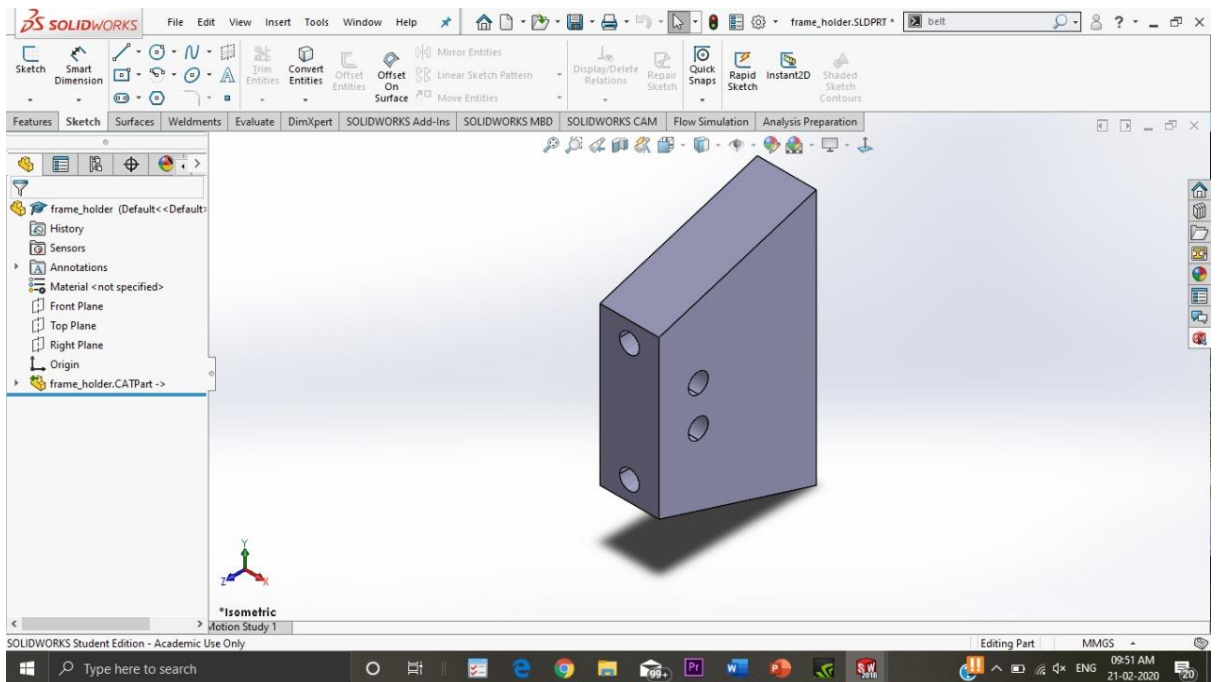 SOLIDWORKS File Edit View Insert Tools Window Help frame_holder.SLDPRT * belt
Sketch
Smart Dimension
Trim Entities
Convert Entities
Offset Entities
Offset On Surface
Mirror Entities
Linear Sketch Pattern
Move Entities
Display/Delete Relations
Repair Sketch
Quick Snaps
Rapid Sketch
Instant2D
Shaded Sketch Contours
Features Sketch Surfaces Weldments Evaluate DimXpert SOLIDWORKS Add-Ins SOLIDWORKS MBD SOLIDWORKS CAM Flow Simulation Analysis Preparation
frame_holder (Default<<Default>
History
Sensors
Annotations
Material <not specified>
Front Plane
Top Plane
Right Plane
Origin
frame_holder.CATPart ->
Y
Z X
*Isometric
Motion Study 1
SOLIDWORKS Student Edition - Academic Use Only Editing Part MMGS
Type here to search 99+ Pr ENG 09:51 AM
21-02-2020 20